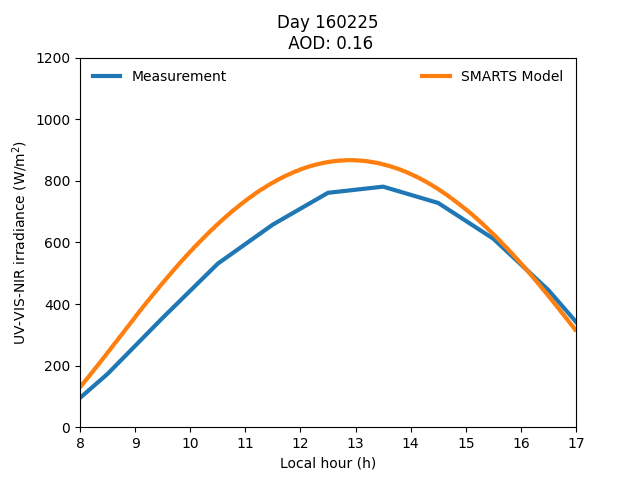 Day 160225
AOD: 0.16
Measurement
SMARTS Model
UV-VIS-NIR irradiance (W/m²)
1200
1000
800
600
400
200
0
8 9 10 11 12 13 14 15 16 17
Local hour (h)